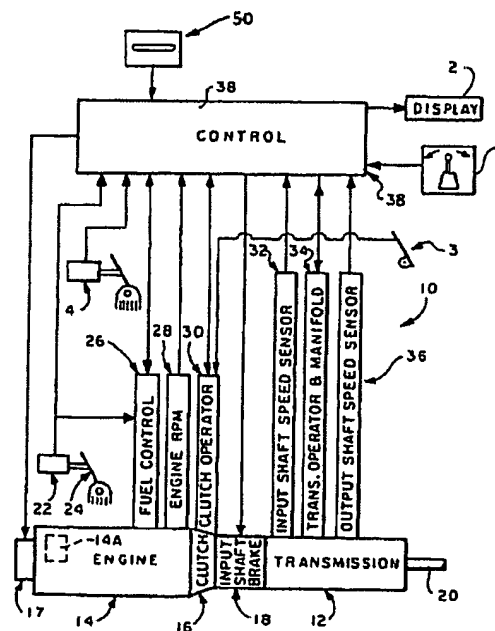 50
38
2
CONTROL
DISPLAY
38
3
4
32
34
10
26
28
30
36
FUEL CONTROL
ENGINE RPM
CLUTCH OPERATOR
INPUT SHAFT SPEED SENSOR
TRANS. OPERATOR & MANIFOLD
OUTPUT SHAFT SPEED SENSOR
22
24
14A
ENGINE
CLUTCH
INPUT
SHAFT
BRAKE
TRANSMISSION
17
14
16
18
12
20